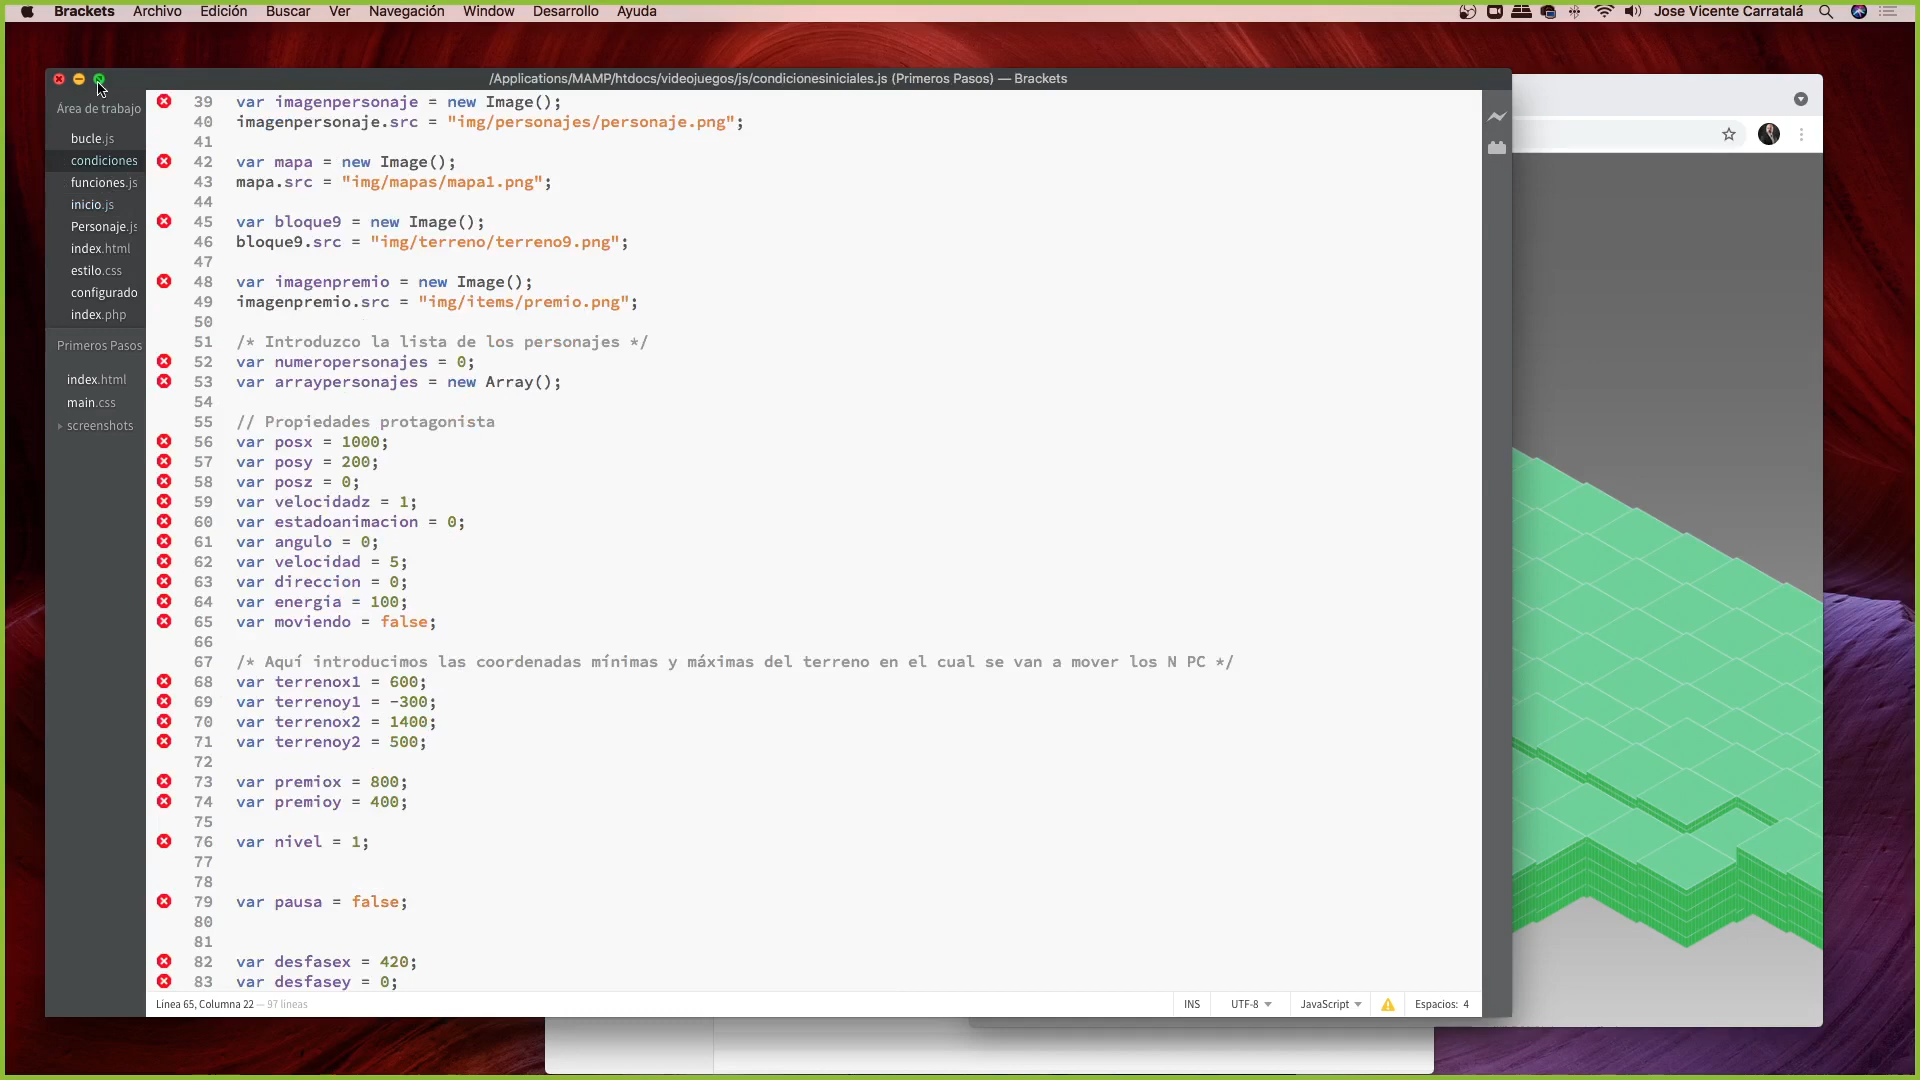 Brackets Archivo Edición Buscar Ver Navegación Window Desarrollo Ayuda Jose Vicente Carratalá
/Applications/MAMP/htdocs/videojuegos/js/condicionesiniciales.js (Primeros Pasos) — Brackets
Área de trabajo
bucle.js
condiciones
funciones.js
inicio.js
Personaje.js
index.html
estilo.css
configurado
index.php
Primeros Pasos
index.html
main.css
screenshots
39 var imagenpersonaje = new Image();
40 imagenpersonaje.src = "img/personajes/personaje.png";
41
42 var mapa = new Image();
43 mapa.src = "img/mapas/mapa1.png";
44
45 var bloque9 = new Image();
46 bloque9.src = "img/terreno/terreno9.png";
47
48 var imagenpremio = new Image();
49 imagenpremio.src = "img/items/premio.png";
50
51 /* Introduzco la lista de los personajes */
52 var numeropersonajes = 0;
53 var arraypersonajes = new Array();
54
55 // Propiedades protagonista
56 var posx = 1000;
57 var posy = 200;
58 var posz = 0;
59 var velocidadz = 1;
60 var estadoanimacion = 0;
61 var angulo = 0;
62 var velocidad = 5;
63 var direccion = 0;
64 var energia = 100;
65 var moviendo = false;
66
67 /* Aquí introducimos las coordenadas mínimas y máximas del terreno en el cual se van a mover los N PC */
68 var terrenox1 = 600;
69 var terrenoy1 = -300;
70 var terrenox2 = 1400;
71 var terrenoy2 = 500;
72
73 var premiox = 800;
74 var premioy = 400;
75
76 var nivel = 1;
77
78
79 var pausa = false;
80
81
82 var desfasex = 420;
83 var desfasey = 0;
Línea 65, Columna 22 — 97 líneas INS UTF-8 JavaScript Espacios: 4